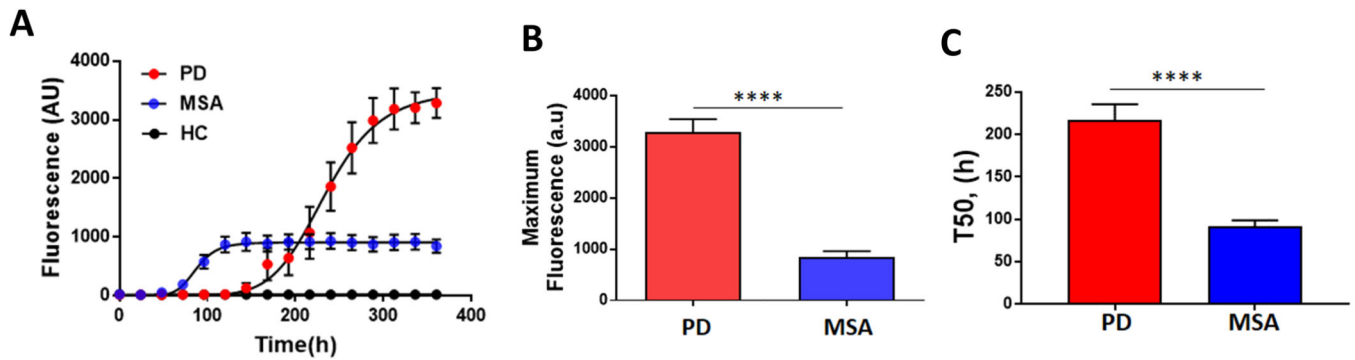 A
4000
3000
2000
1000
0
Fluorescence (AU)
PD
MSA
HC
0 100 200 300 400
Time(h)
B
****
4000
3000
2000
1000
0
Maximum
Fluorescence (a.u)
PD MSA
C
****
250
200
150
100
50
0
T50, (h)
PD MSA